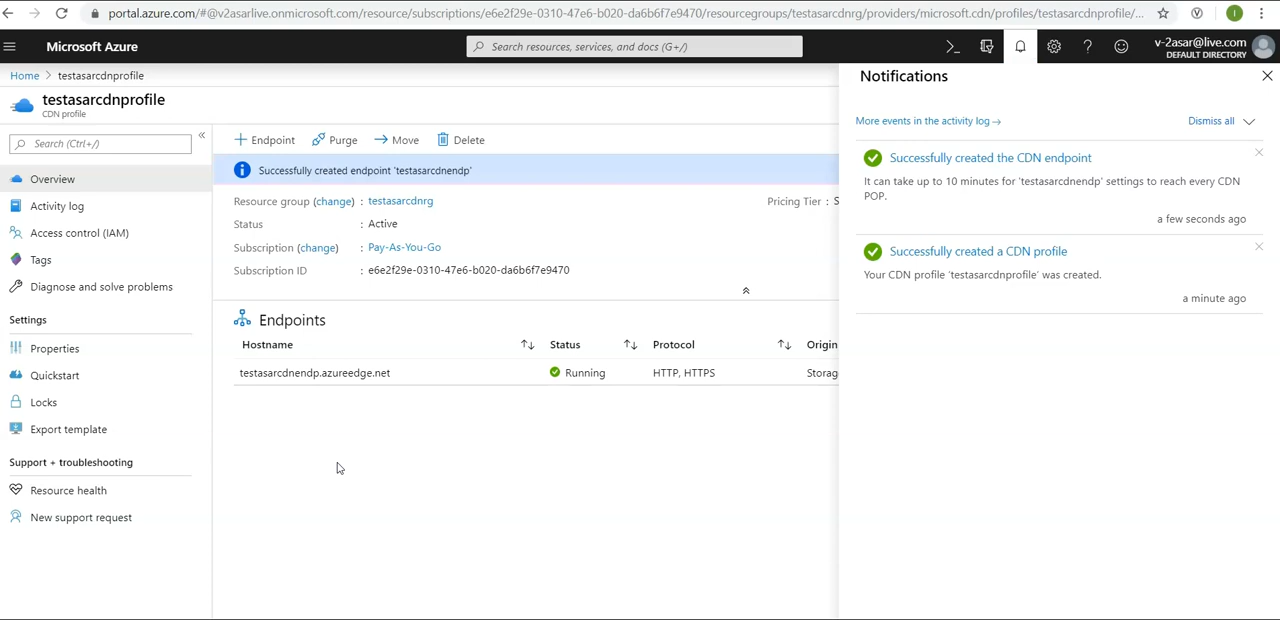 portal.azure.com/#@v2asarlive.onmicrosoft.com/resource/subscriptions/e6e2f29e-0310-47e6-b020-da6b6f7e9470/resourcegroups/testasarcdnrg/providers/microsoft.cdn/profiles/testasarcdnprofile/...
Microsoft Azure
Search resources, services, and docs (G+/)
v-2asar@live.com
DEFAULT DIRECTORY
Home > testasarcdnprofile
testasarcdnprofile
CDN profile
Search (Ctrl+/)
Overview
Activity log
Access control (IAM)
Tags
Diagnose and solve problems
Settings
Properties
Quickstart
Locks
Export template
Support + troubleshooting
Resource health
New support request
Endpoint Purge Move Delete
Successfully created endpoint 'testasarcdnendp'
Resource group (change) : testasarcdnrg Pricing Tier : S
Status : Active
Subscription (change) : Pay-As-You-Go
Subscription ID : e6e2f29e-0310-47e6-b020-da6b6f7e9470
Endpoints
Hostname Status Protocol Origin
testasarcdnendp.azureedge.net Running HTTP, HTTPS Storag
Notifications
More events in the activity log → Dismiss all
Successfully created the CDN endpoint
It can take up to 10 minutes for 'testasarcdnendp' settings to reach every CDN
POP.
a few seconds ago
Successfully created a CDN profile
Your CDN profile 'testasarcdnprofile' was created.
a minute ago